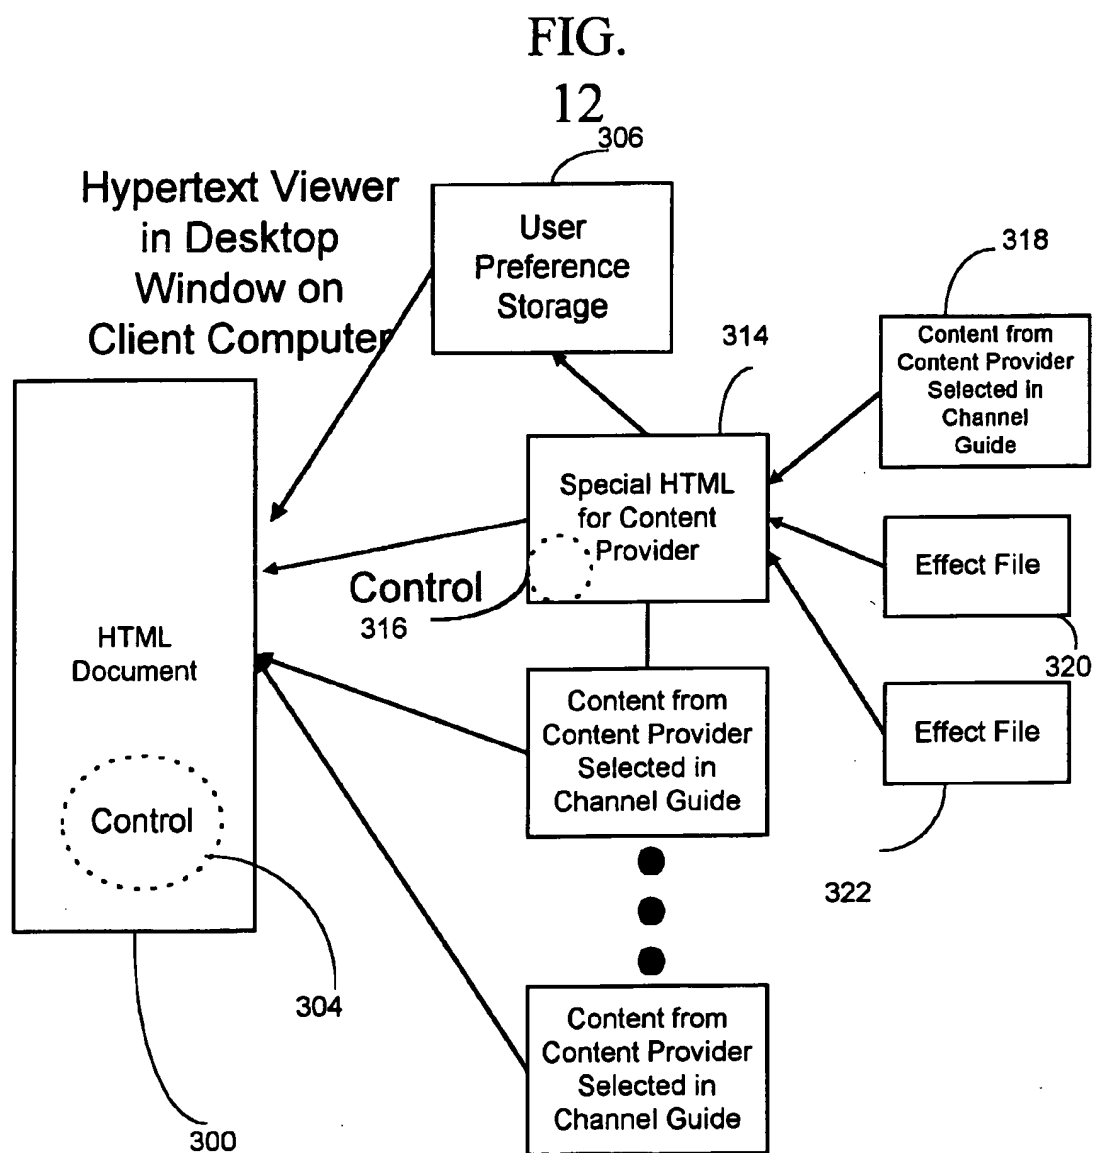 FIG.
12
306
Hypertext Viewer
in Desktop
Window on
Client Computer
User
Preference
Storage
318
314
Content from
Content Provider
Selected in
Channel
Guide
Special HTML
for Content
Provider
Effect File
Control
316
320
HTML
Document
Content from
Content Provider
Selected in
Channel Guide
Effect File
Control
322
304
Content from
Content Provider
Selected in
Channel Guide
300